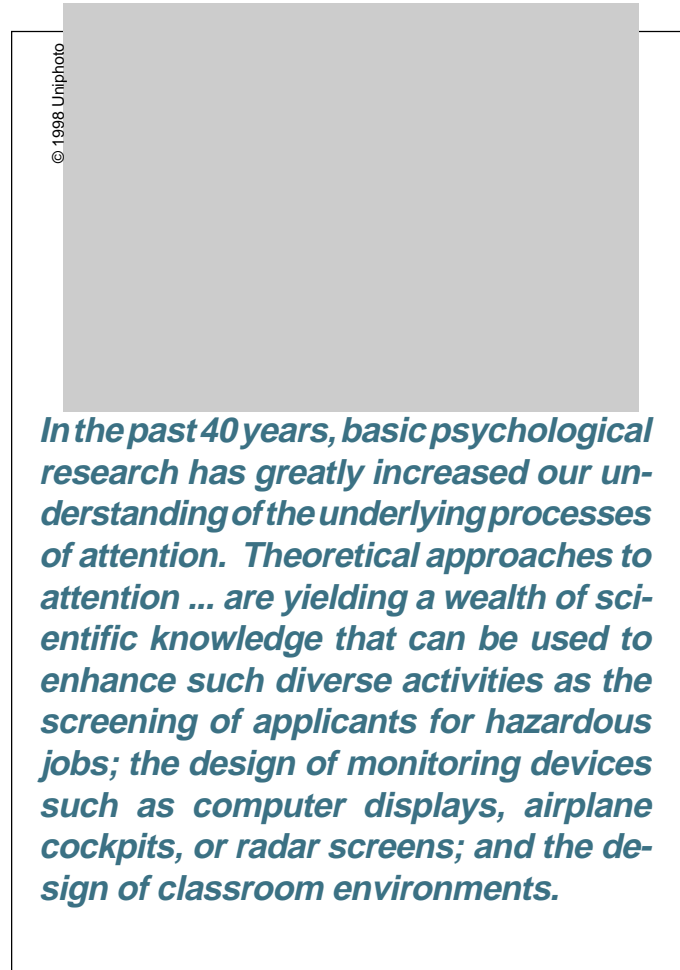 © 1998 Uniphoto
In the past 40 years, basic psychological
research has greatly increased our un-
derstanding of the underlying processes
of attention.  Theoretical approaches to
attention ... are yielding a wealth of sci-
entific knowledge that can be used to
enhance such diverse activities as the
screening of applicants for hazardous
jobs; the design of monitoring devices
such as computer displays, airplane
cockpits, or radar screens; and the de-
sign of classroom environments.